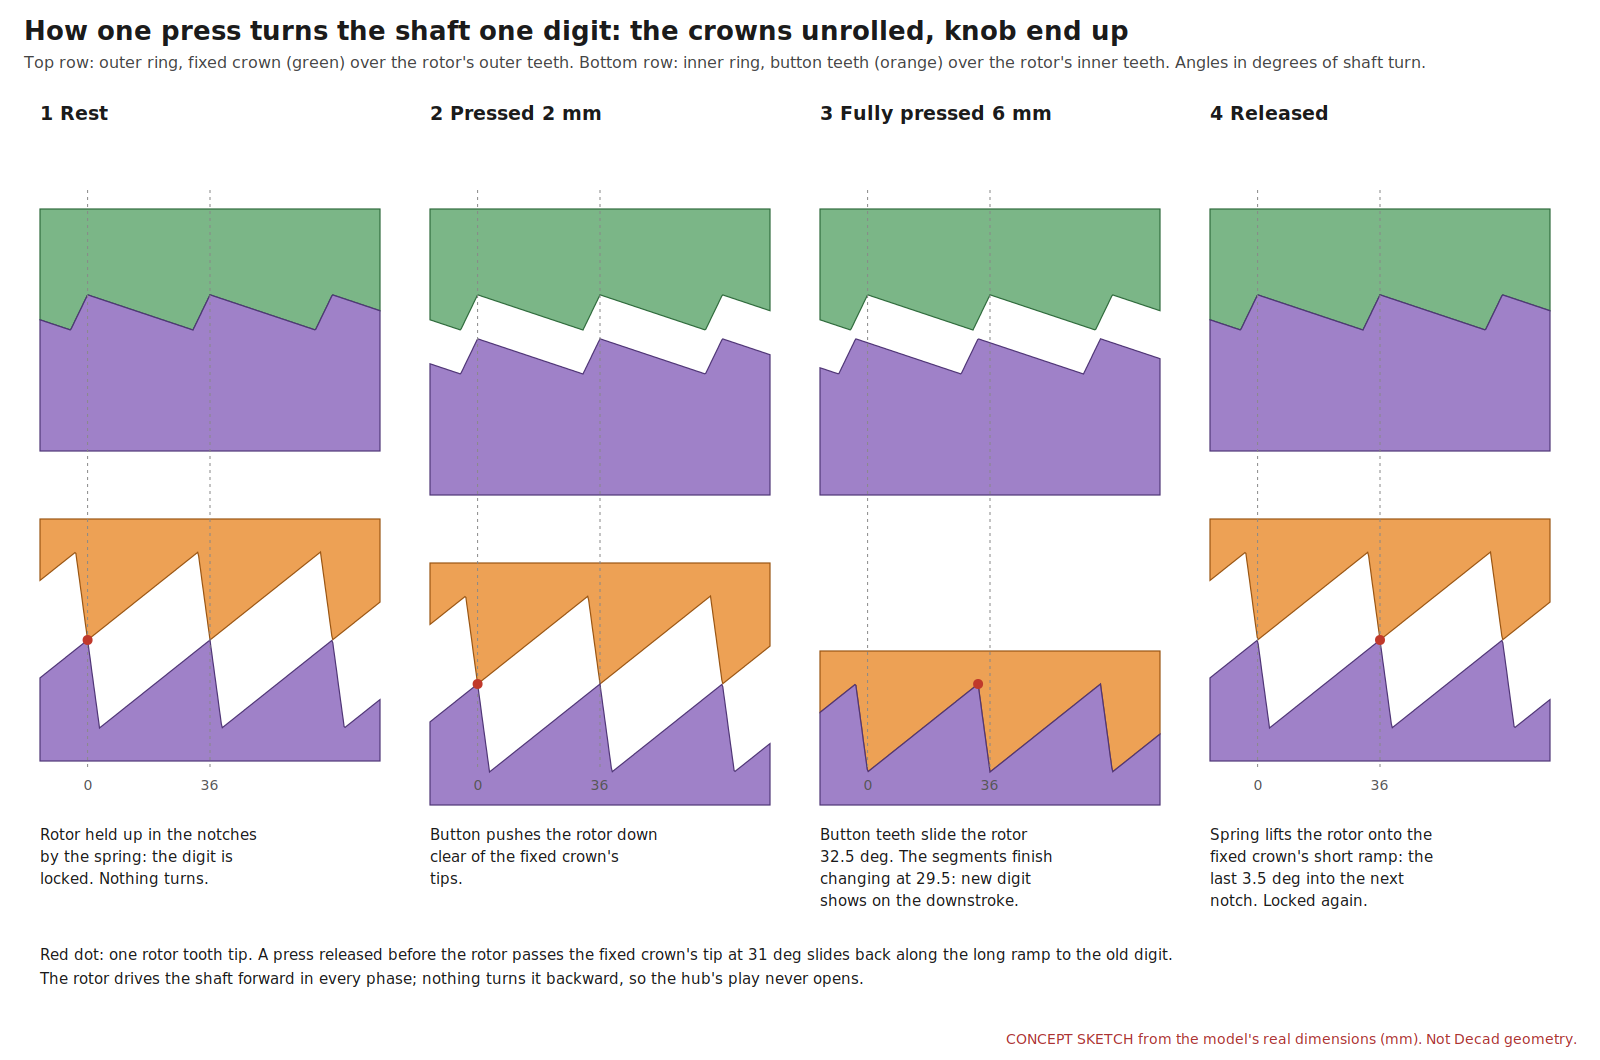 How one press turns the shaft one digit: the crowns unrolled, knob end up
Top row: outer ring, fixed crown (green) over the rotor's outer teeth. Bottom row: inner ring, button teeth (orange) over the rotor's inner teeth. Angles in degrees of shaft turn.
1 Rest
2 Pressed 2 mm
3 Fully pressed 6 mm
4 Released
0 36
0 36
0 36
0 36
Rotor held up in the notches
by the spring: the digit is
locked. Nothing turns.
Button pushes the rotor down
clear of the fixed crown's
tips.
Button teeth slide the rotor
32.5 deg. The segments finish
changing at 29.5: new digit
shows on the downstroke.
Spring lifts the rotor onto the
fixed crown's short ramp: the
last 3.5 deg into the next
notch. Locked again.
Red dot: one rotor tooth tip. A press released before the rotor passes the fixed crown's tip at 31 deg slides back along the long ramp to the old digit.
The rotor drives the shaft forward in every phase; nothing turns it backward, so the hub's play never opens.
CONCEPT SKETCH from the model's real dimensions (mm). Not Decad geometry.